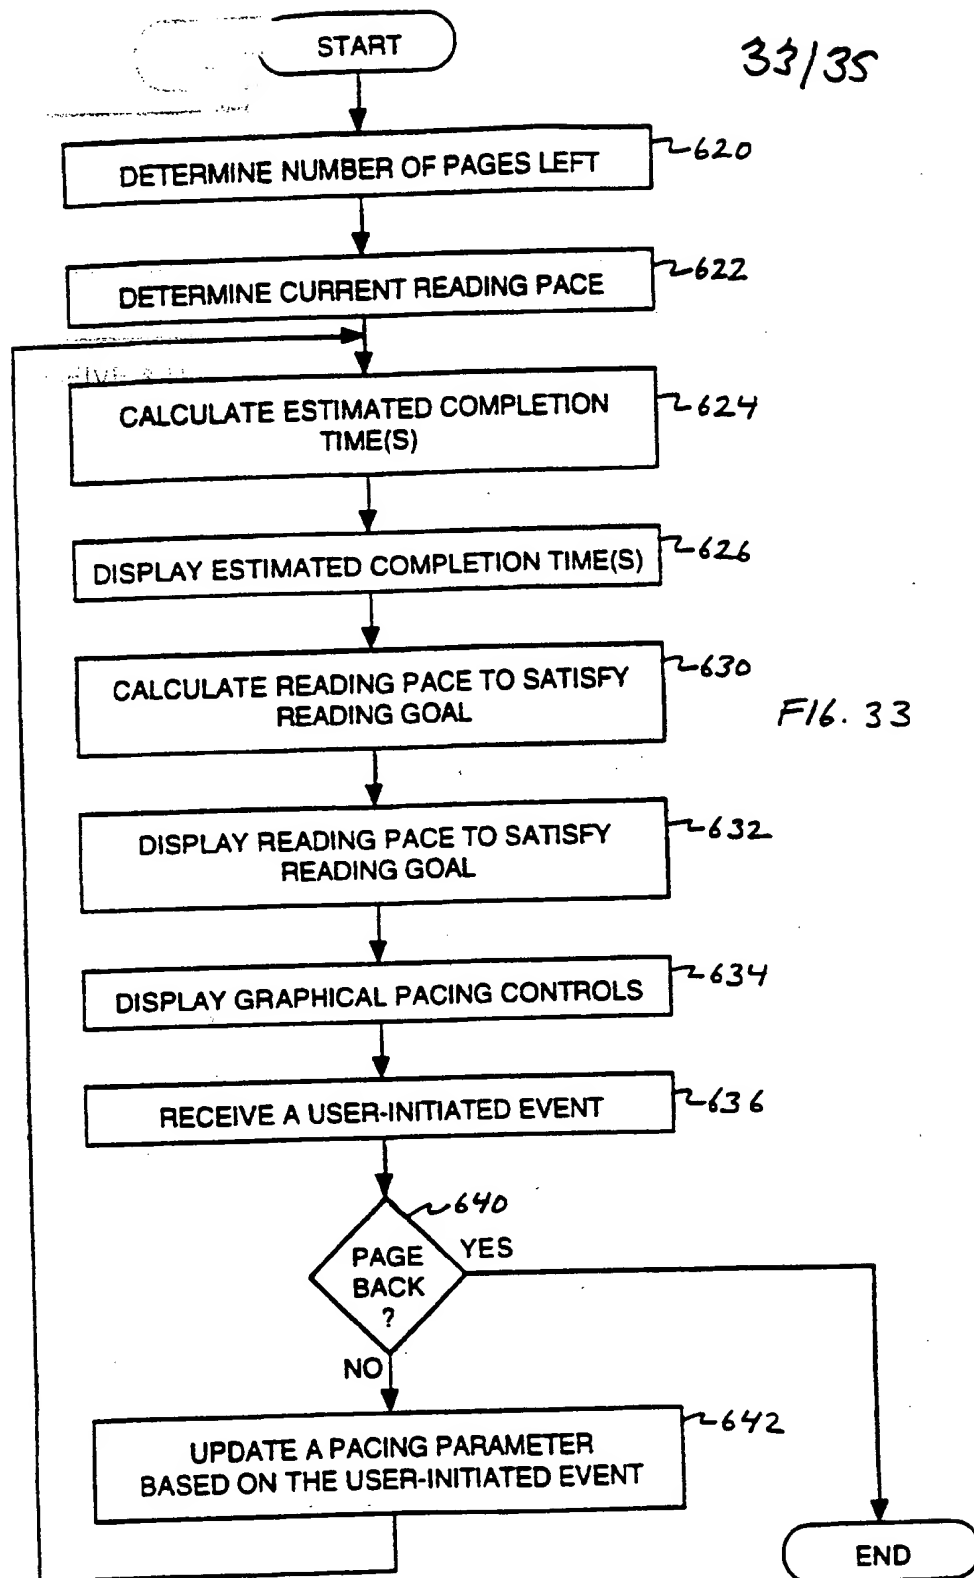 START
33/35
DETERMINE NUMBER OF PAGES LEFT
620
DETERMINE CURRENT READING PACE
622
CALCULATE ESTIMATED COMPLETION
TIME(S)
624
DISPLAY ESTIMATED COMPLETION TIME(S)
626
CALCULATE READING PACE TO SATISFY
READING GOAL
630
FIG. 33
DISPLAY READING PACE TO SATISFY
READING GOAL
632
DISPLAY GRAPHICAL PACING CONTROLS
634
RECEIVE A USER-INITIATED EVENT
636
640
PAGE
BACK
?
YES
NO
UPDATE A PACING PARAMETER
BASED ON THE USER-INITIATED EVENT
642
END